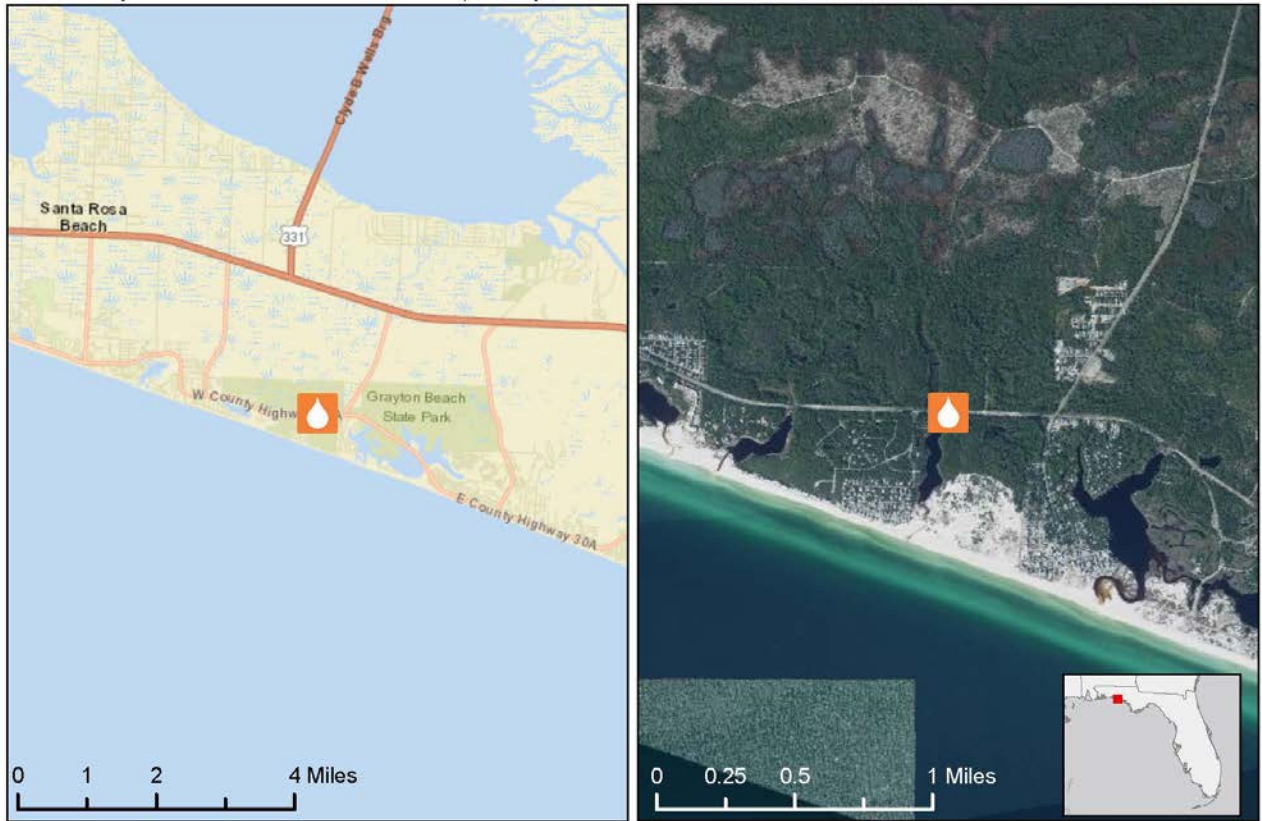 Clyde B Wells Brg
Santa Rosa
Beach
331
W County Highw
A
Grayton Beach
State Park
E County Highway 30A
0 1 2 4 Miles
0 0.25 0.5 1 Miles